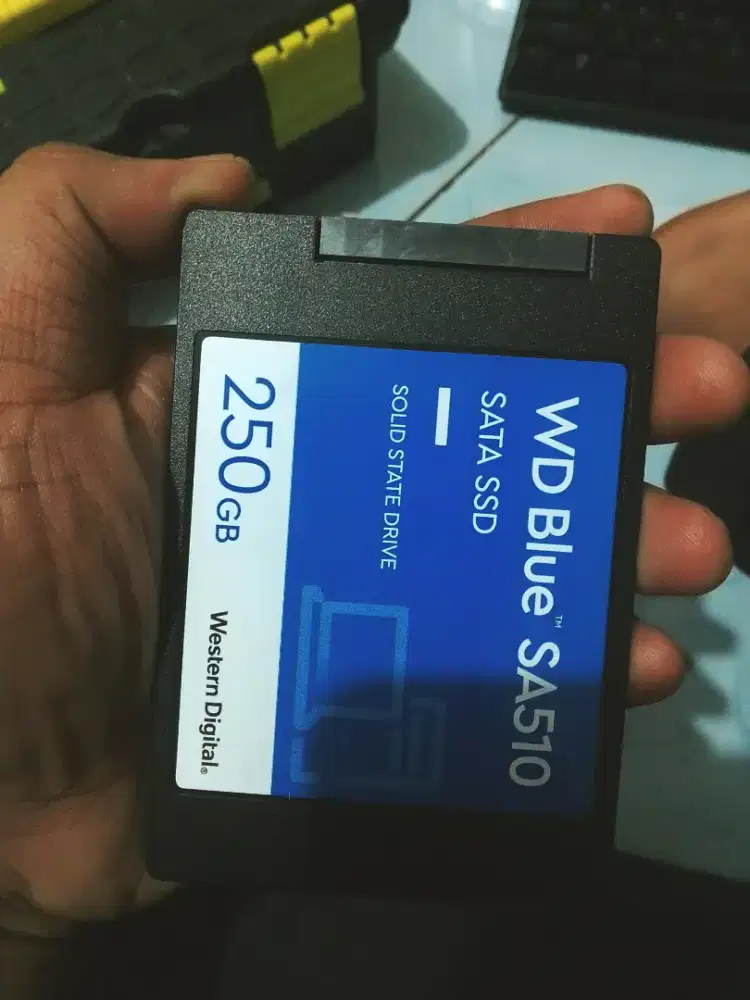 WD Blue™ SA510
SATA SSD
SOLID STATE DRIVE
250GB
Western Digital®